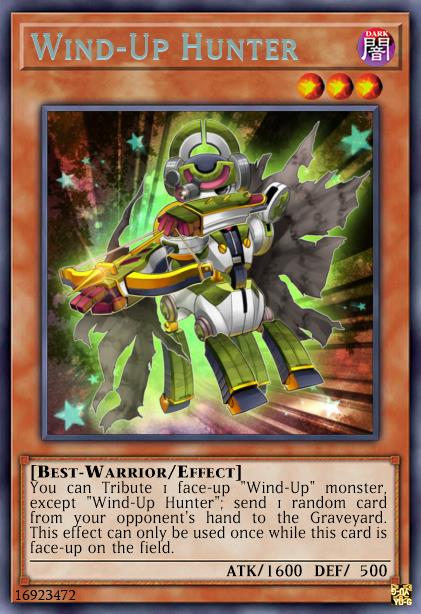 WIND-UP HUNTER
DARK
闇
[BEST-WARRIOR/EFFECT]
You can Tribute 1 face-up "Wind-Up" monster,
except "Wind-Up Hunter"; send 1 random card
from your opponent's hand to the Graveyard.
This effect can only be used once while this card is
face-up on the field.
ATK/1600 DEF/ 500
16923472